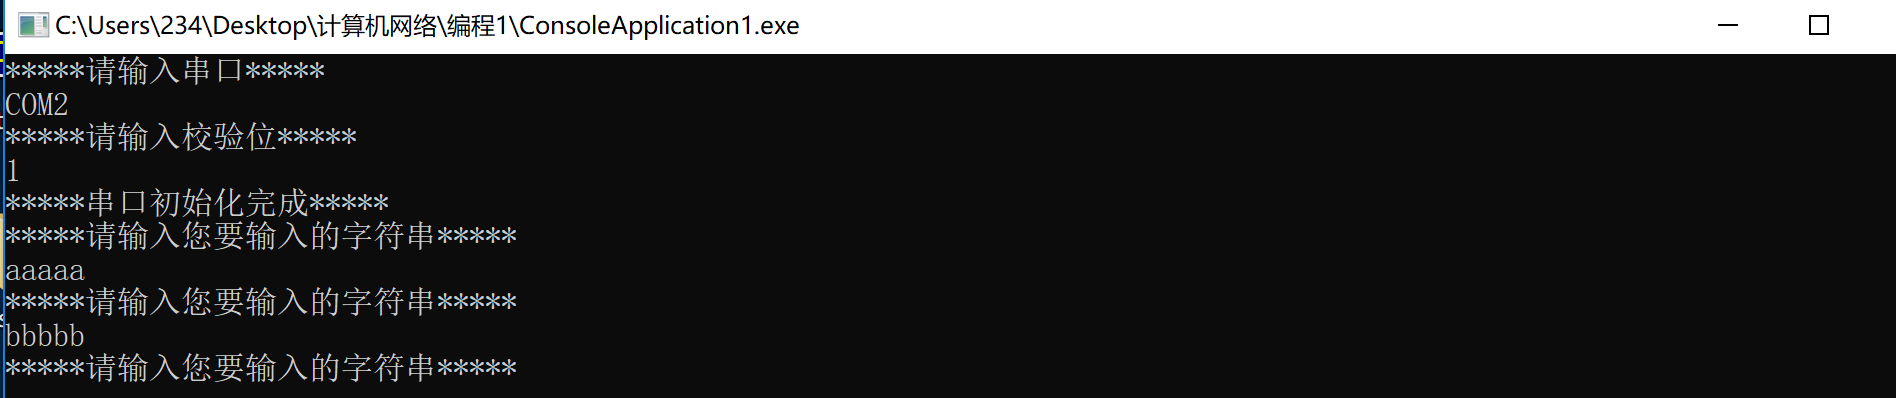 C:\Users\234\Desktop\计算机网络\编程1\ConsoleApplication1.exe
*****请输入串口*****
COM2
*****请输入校验位*****
1
*****串口初始化完成*****
*****请输入您要输入的字符串*****
aaaaa
*****请输入您要输入的字符串*****
bbbbb
*****请输入您要输入的字符串*****